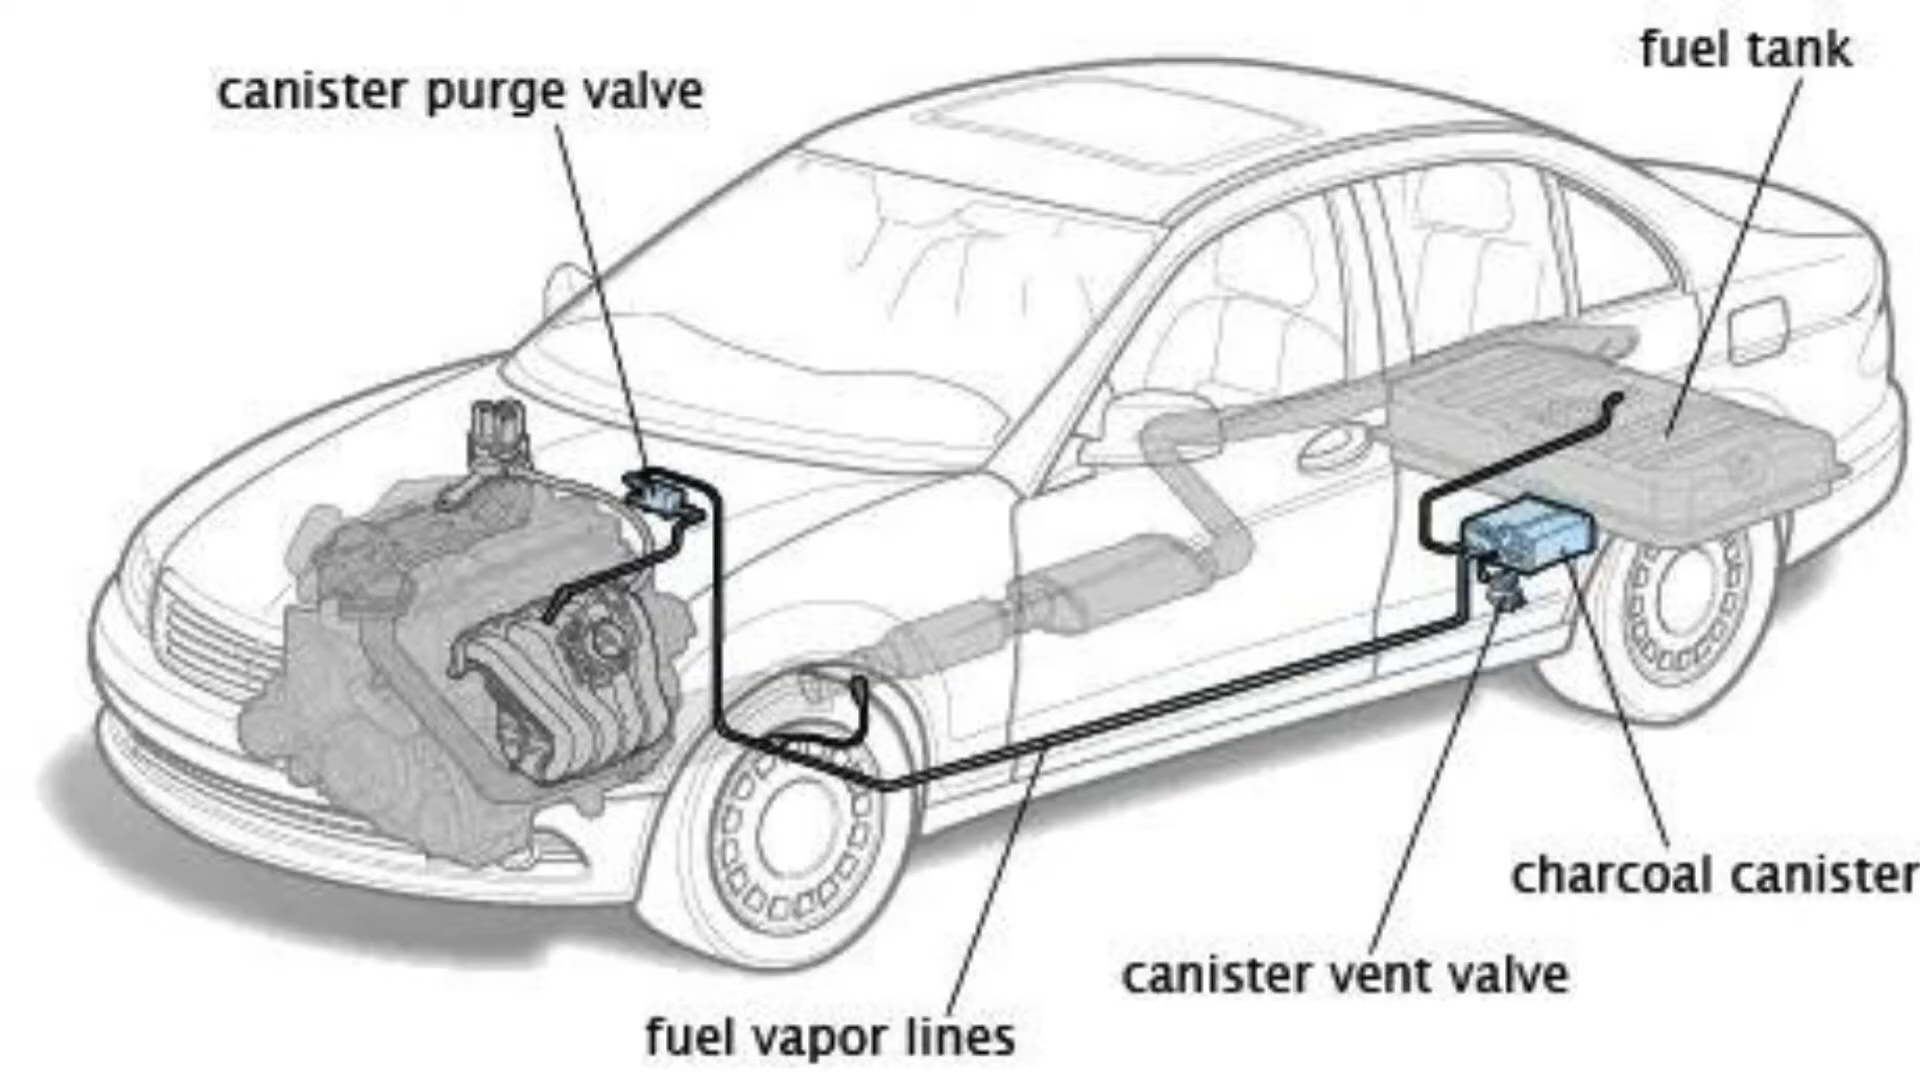 fuel tank
canister purge valve
charcoal canister
canister vent valve
fuel vapor lines